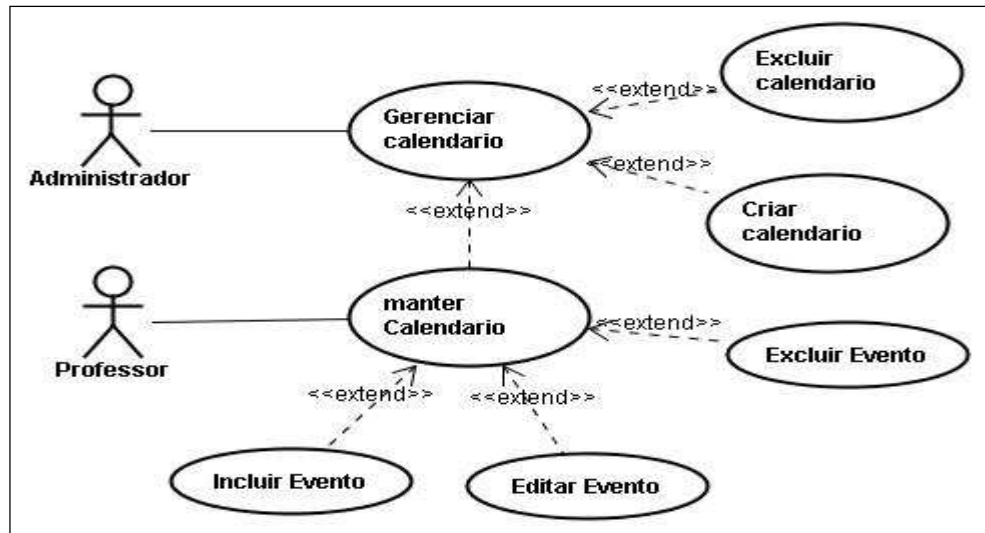 Excluir
calendario
<<extend>>
Gerenciar
calendario
Administrador
<<extend>>
<<extend>>
Criar
calendario
manter
Calendario
<<extend>>
Professor
Excluir Evento
<<extend>>
<<extend>>
Incluir Evento
Editar Evento